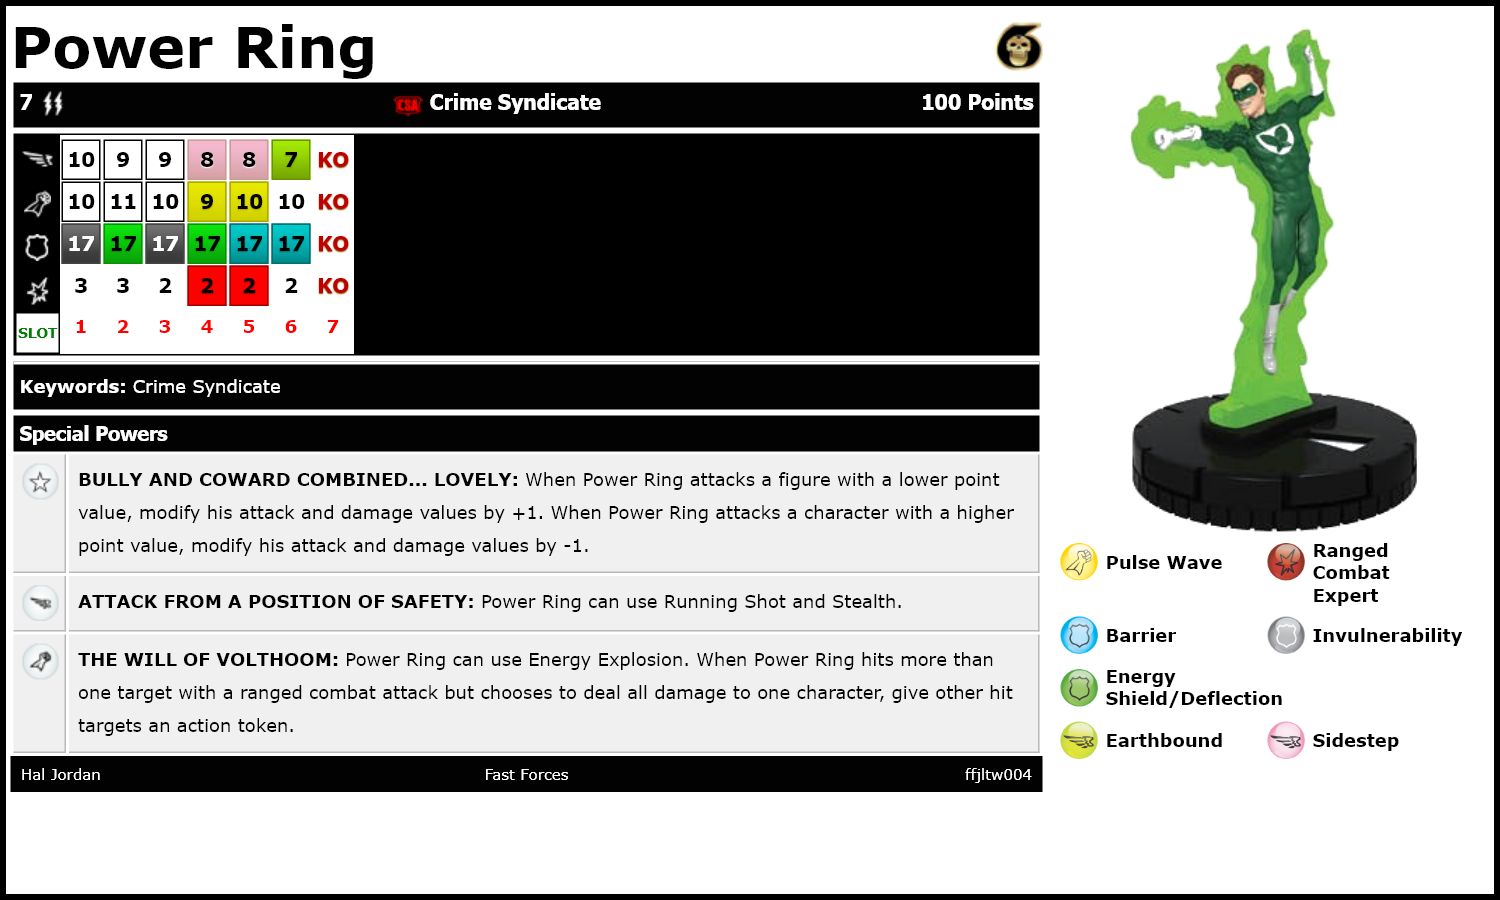 Power Ring
7 CSA Crime Syndicate 100 Points
10 9 9 8 8 7 KO
10 11 10 9 10 10 KO
17 17 17 17 17 17 KO
3 3 2 2 2 2 KO
SLOT 1 2 3 4 5 6 7
Keywords: Crime Syndicate
Special Powers
BULLY AND COWARD COMBINED... LOVELY: When Power Ring attacks a figure with a lower point
value, modify his attack and damage values by +1. When Power Ring attacks a character with a higher
point value, modify his attack and damage values by -1.
ATTACK FROM A POSITION OF SAFETY: Power Ring can use Running Shot and Stealth.
THE WILL OF VOLTHOOM: Power Ring can use Energy Explosion. When Power Ring hits more than
one target with a ranged combat attack but chooses to deal all damage to one character, give other hit
targets an action token.
Hal Jordan Fast Forces ffjltw004
Pulse Wave
Ranged
Combat
Expert
Barrier
Invulnerability
Energy
Shield/Deflection
Earthbound
Sidestep